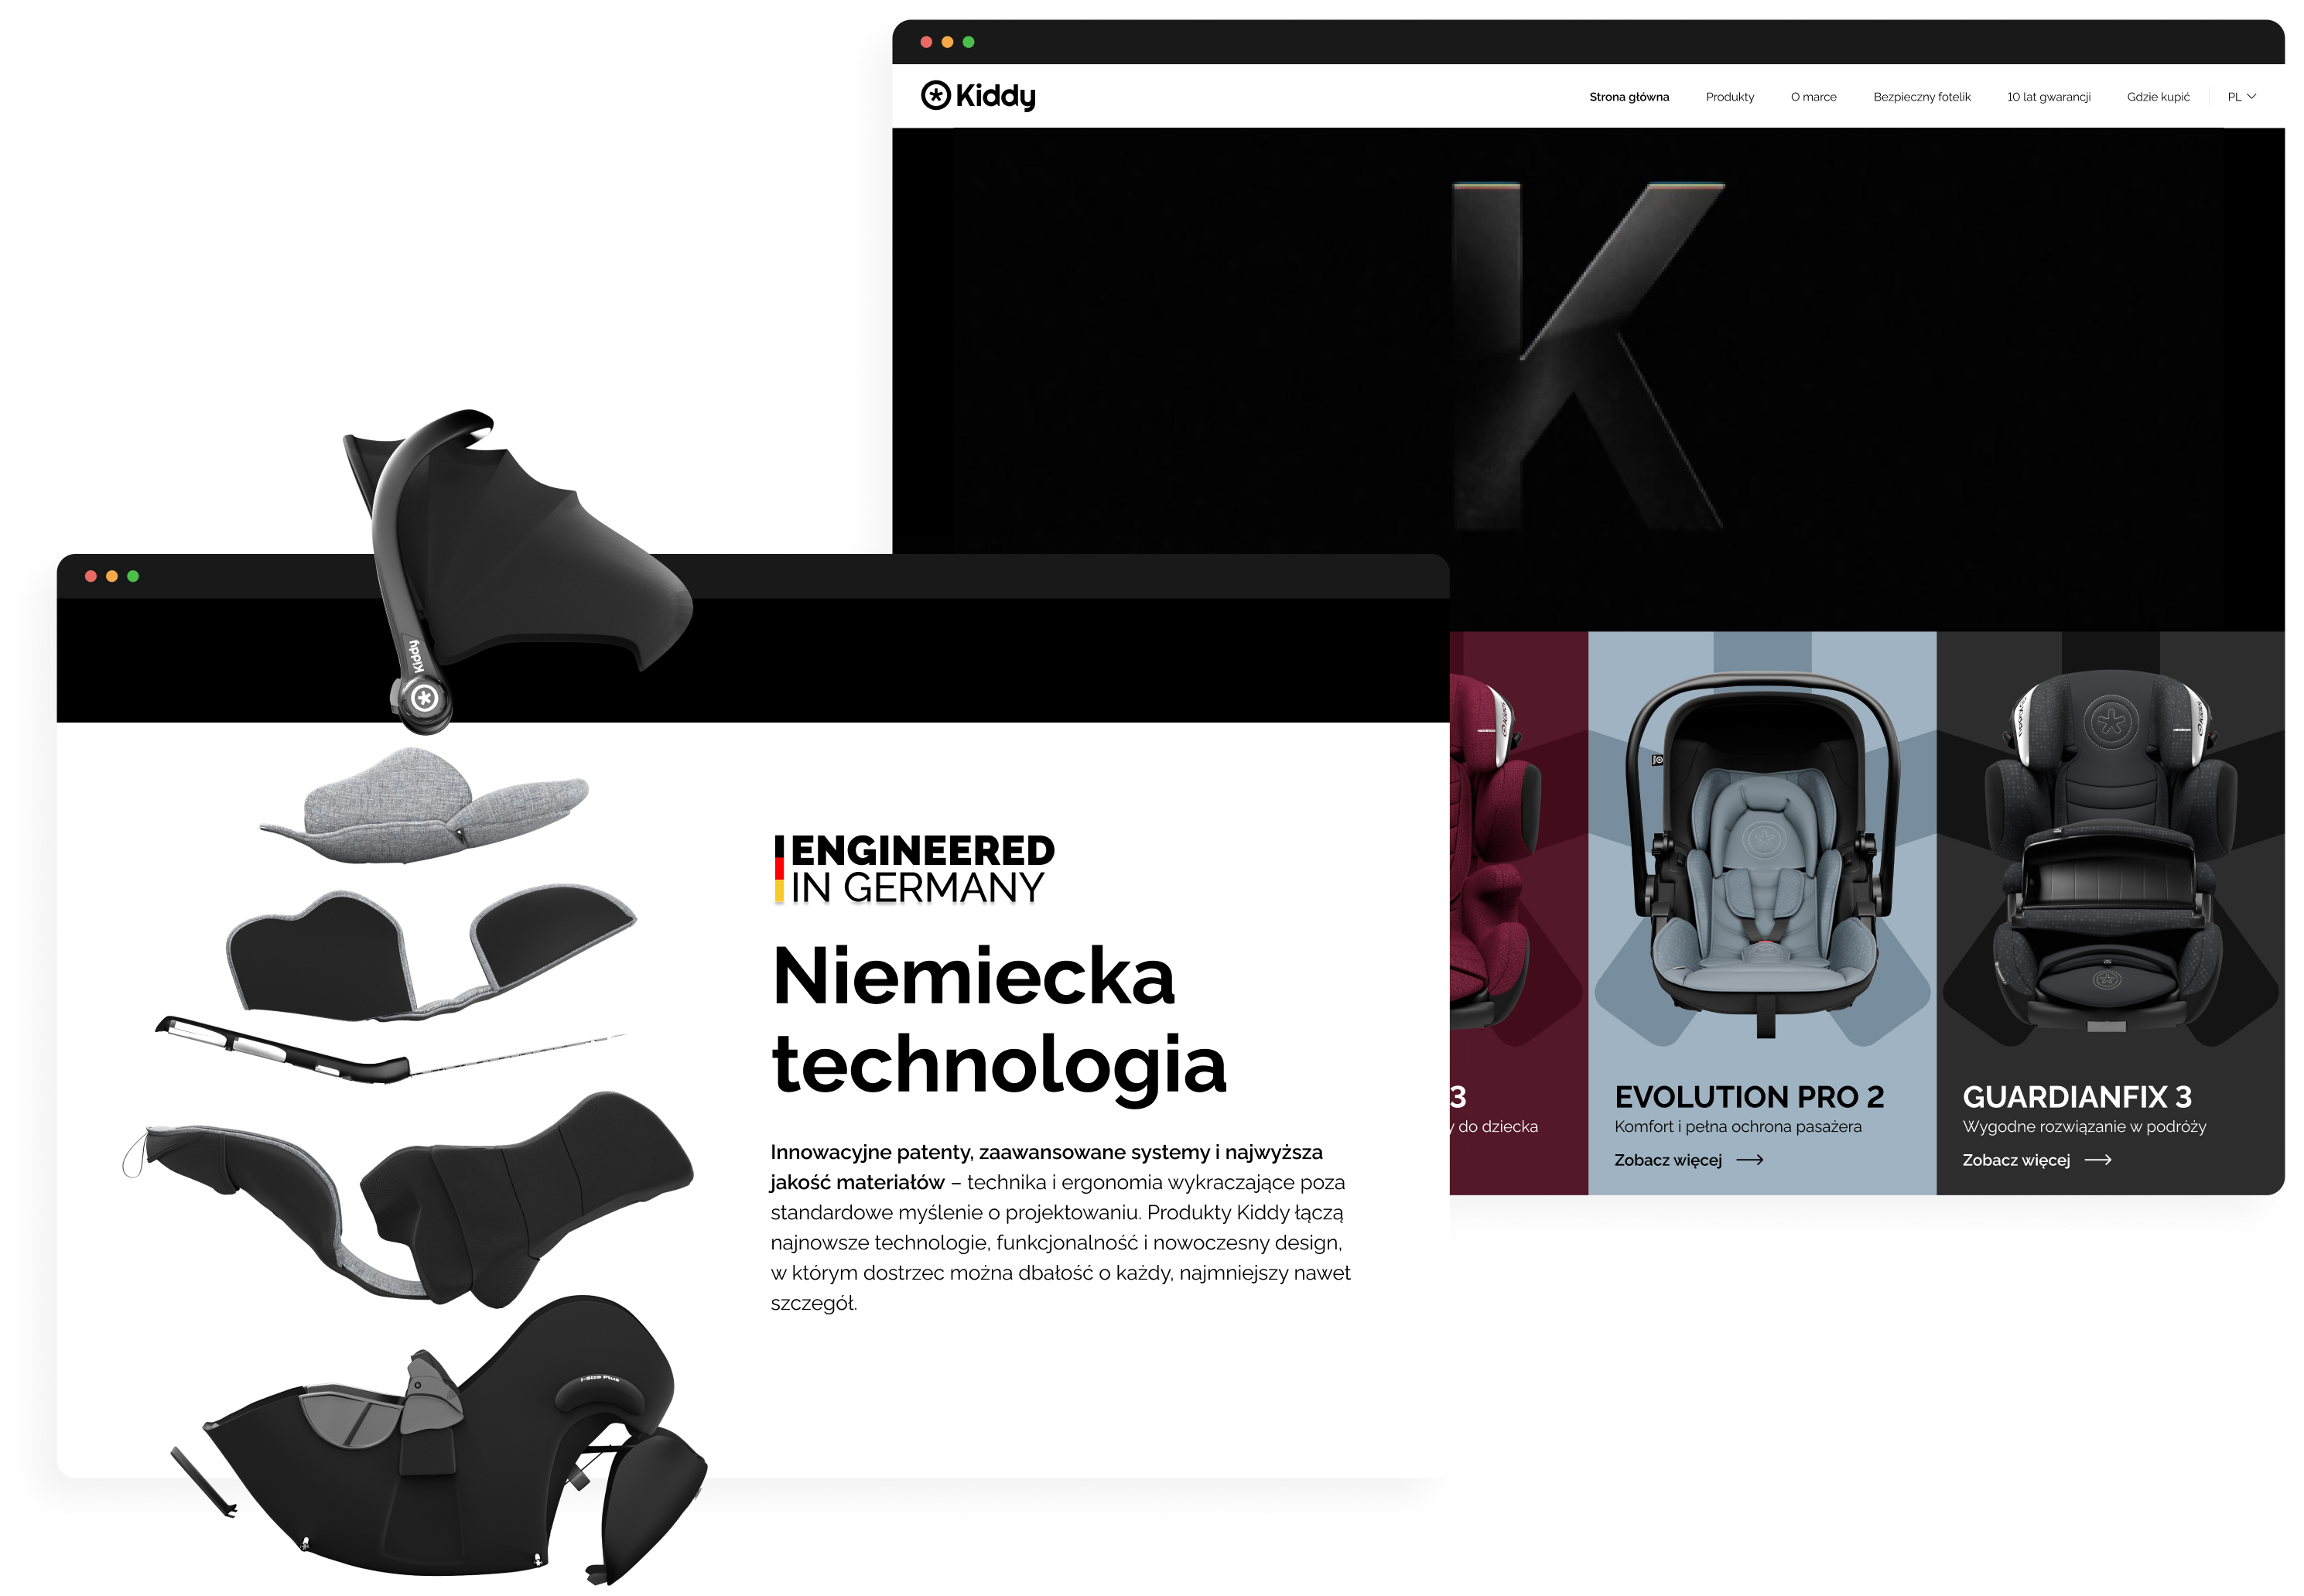 Kiddy
Strona główna Produkty O marce Bezpieczny fotelik 10 lat gwarancji Gdzie kupić PL
K
Kiddy
ENGINEERED
IN GERMANY
Niemiecka
technologia
Innowacyjne patenty, zaawansowane systemy i najwyższa
jakość materiałów – technika i ergonomia wykraczające poza
standardowe myślenie o projektowaniu. Produkty Kiddy łączą
najnowsze technologie, funkcjonalność i nowoczesny design,
w którym dostrzec można dbałość o każdy, najmniejszy nawet
szczegół.
i-Size Plus
3
y do dziecka
EVOLUTION PRO 2
Komfort i pełna ochrona pasażera
Zobacz więcej
GUARDIANFIX 3
Wygodne rozwiązanie w podróży
Zobacz więcej